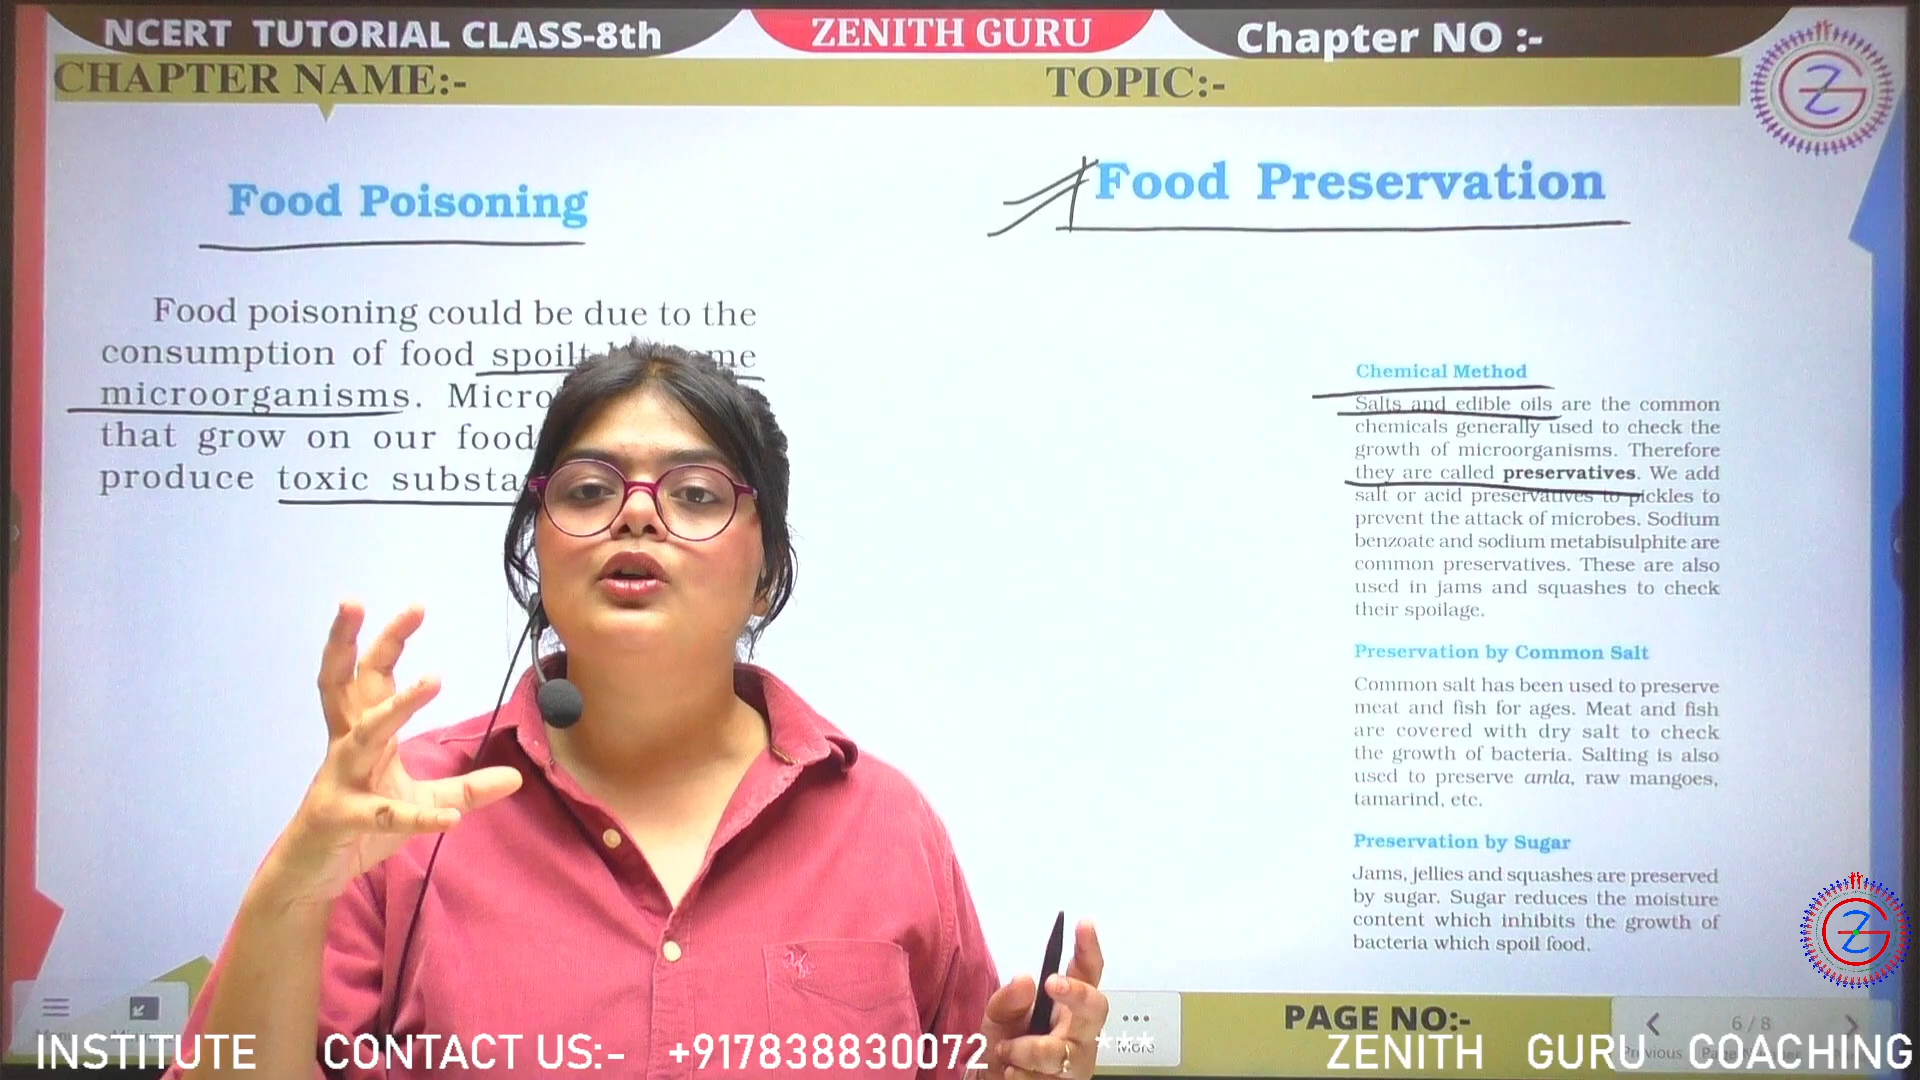 NCERT TUTORIAL CLASS-8th
ZENITH GURU
Chapter NO :-
CHAPTER NAME:-
TOPIC:-
Food Poisoning
Food poisoning could be due to the
consumption of food spoilt some
microorganisms. Micro
that grow on our food
produce toxic substa
Food Preservation
Chemical Method
Salts and edible oils are the common
chemicals generally used to check the
growth of microorganisms. Therefore
they are called preservatives. We add
salt or acid preservatives to pickles to
prevent the attack of microbes. Sodium
benzoate and sodium metabisulphite are
common preservatives. These are also
used in jams and squashes to check
their spoilage.
Preservation by Common Salt
Common salt has been used to preserve
meat and fish for ages. Meat and fish
are covered with dry salt to check
the growth of bacteria. Salting is also
used to preserve amla, raw mangoes,
tamarind, etc.
Preservation by Sugar
Jams, jellies and squashes are preserved
by sugar. Sugar reduces the moisture
content which inhibits the growth of
bacteria which spoil food.
PAGE NO:-
6 / 8
More
Previous
INSTITUTE CONTACT US:- +917838830072 *** ZENITH GURU COACHING